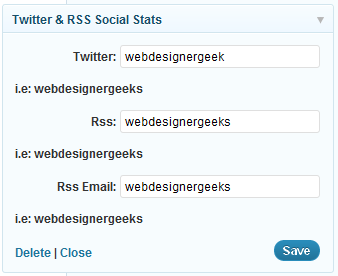 Twitter & RSS Social Stats
Twitter: webdesignergeek
i.e: webdesignergeeks
Rss: webdesignergeeks
i.e: webdesignergeeks
Rss Email: webdesignergeeks
i.e: webdesignergeeks
Delete | Close Save